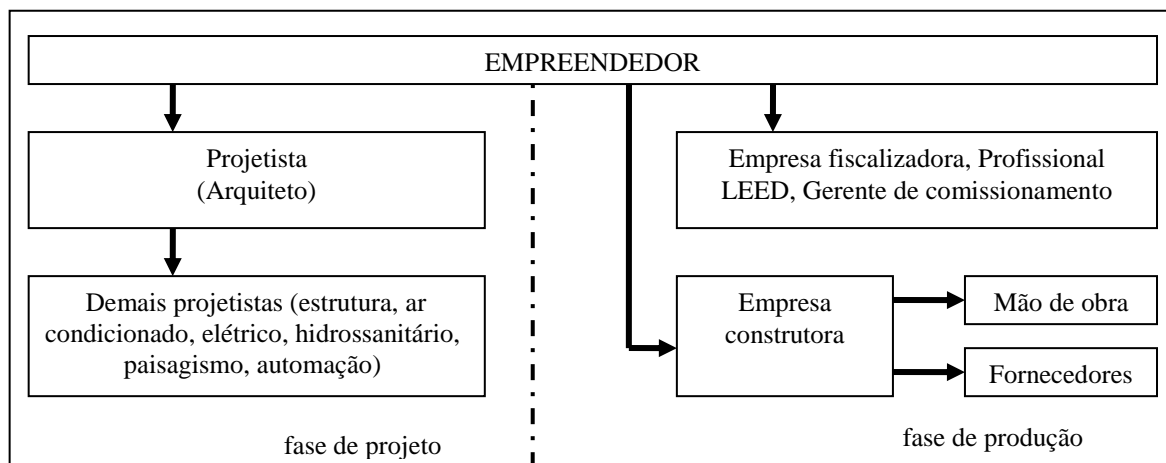 EMPREENDEDOR
Projetista
(Arquiteto)
Empresa fiscalizadora, Profissional
LEED, Gerente de comissionamento
Demais projetistas (estrutura, ar
condicionado, elétrico, hidrossanitário,
paisagismo, automação)
Empresa
construtora
Mão de obra
Fornecedores
fase de projeto
fase de produção